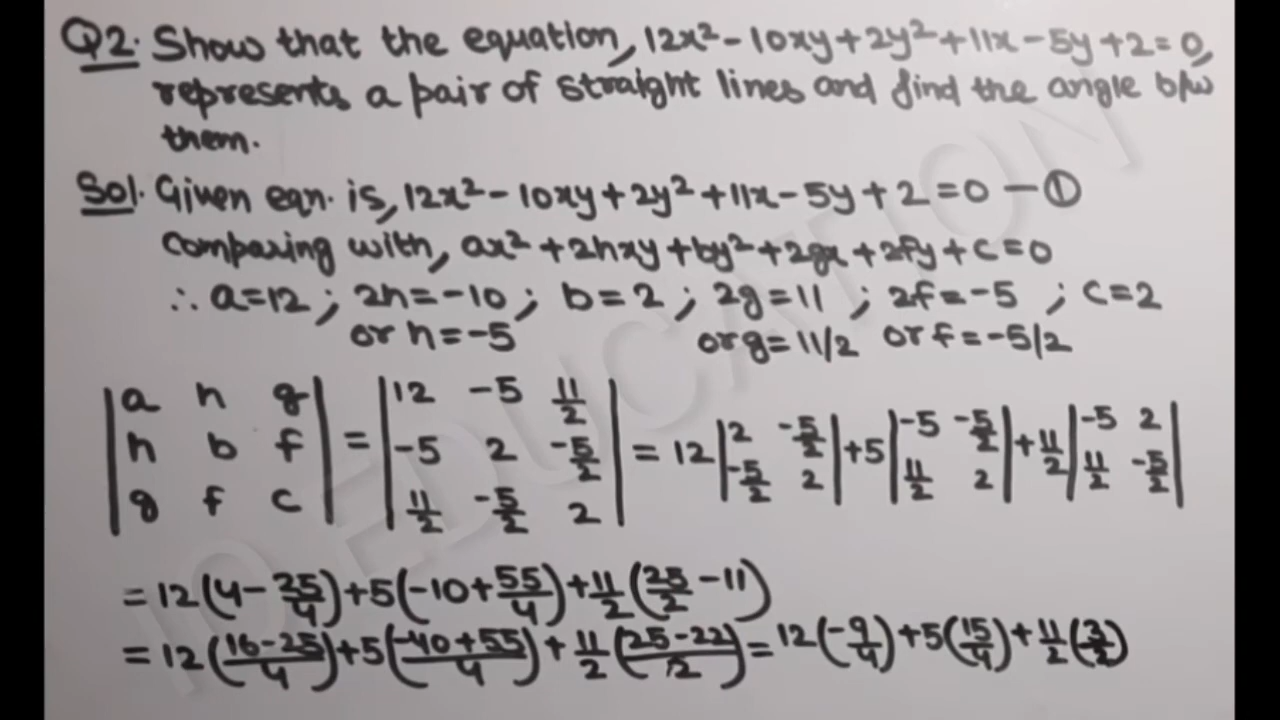 Q2. Show that the equation, 12x² - 10xy + 2y² + 11x - 5y + 2 = 0,
represents a pair of straight lines and find the angle b/w
them.
Sol. Given eqn. is, 12x² - 10xy + 2y² + 11x - 5y + 2 = 0 — ①
Comparing with, ax² + 2hxy + by² + 2gx + 2fy + c = 0
∴ a=12 ; 2h=-10 ; b=2 ; 2g=11 ; 2f=-5 ; c=2
or h=-5 or g=11/2 or f=-5/2
|a h g; h b f; g f c| = |12 -5 11/2; -5 2 -5/2; 11/2 -5/2 2| = 12|2 -5/2; -5/2 2| + 5|-5 -5/2; 11/2 2| + 11/2|-5 2; 11/2 -5/2|
= 12(4 - 25/4) + 5(-10 + 55/4) + 11/2(25/2 - 11)
= 12((16-25)/4) + 5((-40+55)/4) + 11/2((25-22)/2) = 12(-9/4) + 5(15/4) + 11/2(3/2)
IQ EDUCATION